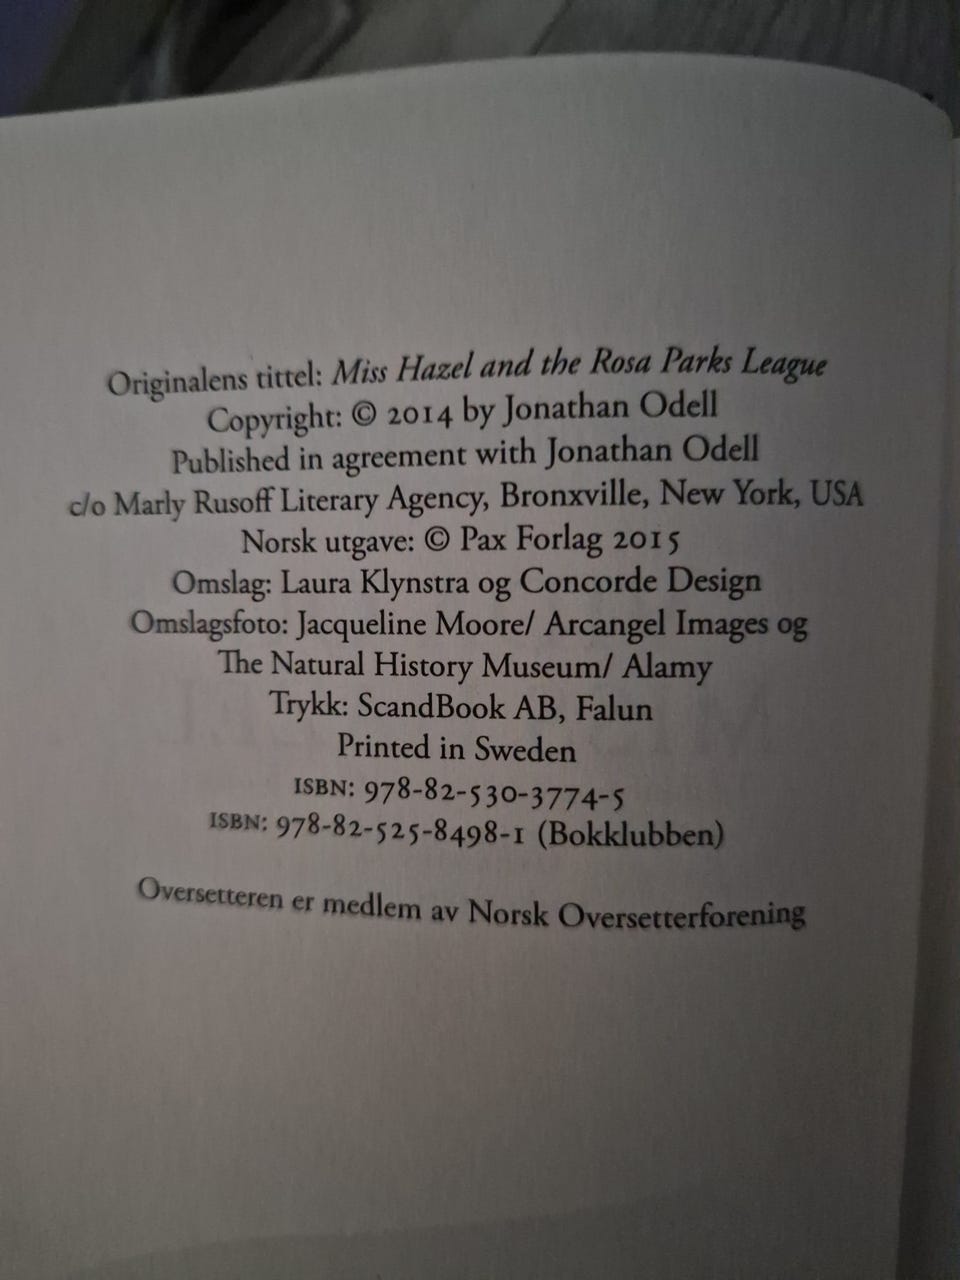 Originalens tittel: Miss Hazel and the Rosa Parks League
Copyright: © 2014 by Jonathan Odell
Published in agreement with Jonathan Odell
c/o Marly Rusoff Literary Agency, Bronxville, New York, USA
Norsk utgave: © Pax Forlag 2015
Omslag: Laura Klynstra og Concorde Design
Omslagsfoto: Jacqueline Moore/ Arcangel Images og
The Natural History Museum/ Alamy
Trykk: ScandBook AB, Falun
Printed in Sweden
ISBN: 978-82-530-3774-5
ISBN: 978-82-525-8498-1 (Bokklubben)
Oversetteren er medlem av Norsk Oversetterforening